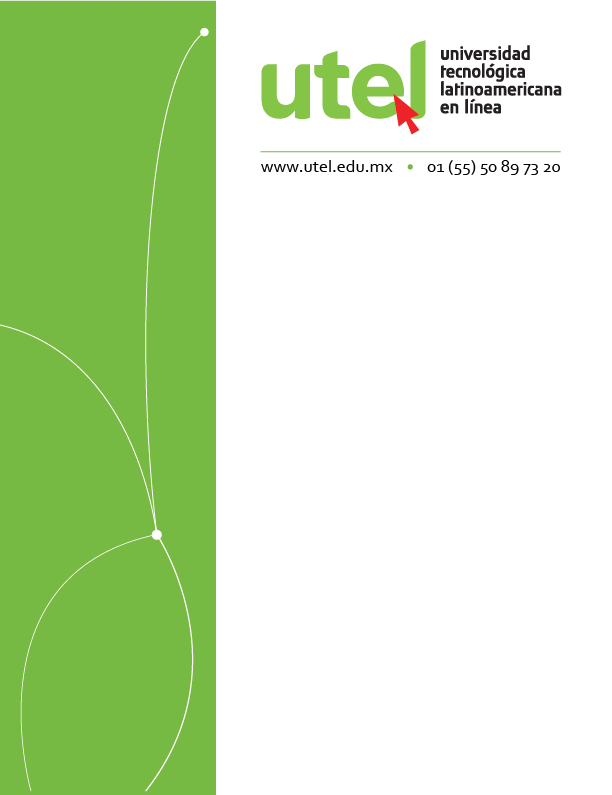 utel
universidad
tecnológica
latinoamericana
en línea
www.utel.edu.mx • 01 (55) 50 89 73 20